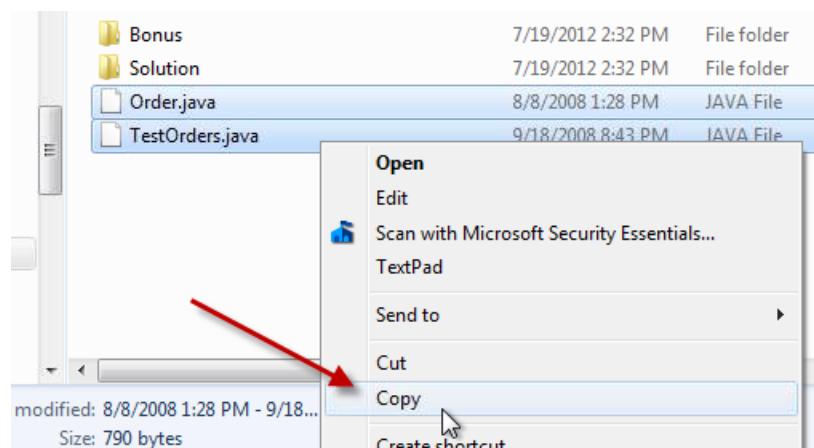 Bonus 7/19/2012 2:32 PM File folder
Solution 7/19/2012 2:32 PM File folder
Order.java 8/8/2008 1:28 PM JAVA File
TestOrders.java 9/18/2008 8:43 PM JAVA File
Open
Edit
Scan with Microsoft Security Essentials...
TextPad
Send to
Cut
Copy
Create shortcut
modified: 8/8/2008 1:28 PM - 9/18...
Size: 790 bytes